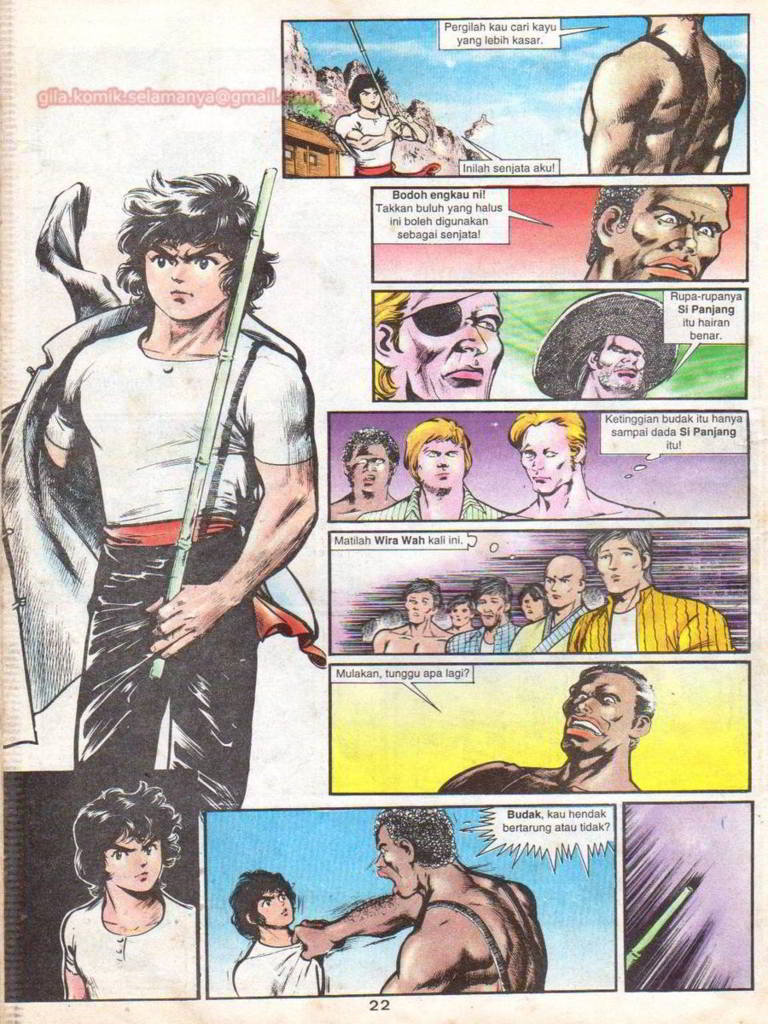 Pergilah kau cari kayu
yang lebih kasar.
gila.komik.selamanya@gmail.com
Inilah senjata aku!
Bodoh engkau ni!
Takkan buluh yang halus
ini boleh digunakan
sebagai senjata!
Rupa-rupanya
Si Panjang
itu hairan
benar.
Ketinggian budak itu hanya
sampai dada Si Panjang
itu!
Matilah Wira Wah kali ini.
Mulakan, tunggu apa lagi?
Budak, kau hendak
bertarung atau tidak?
22